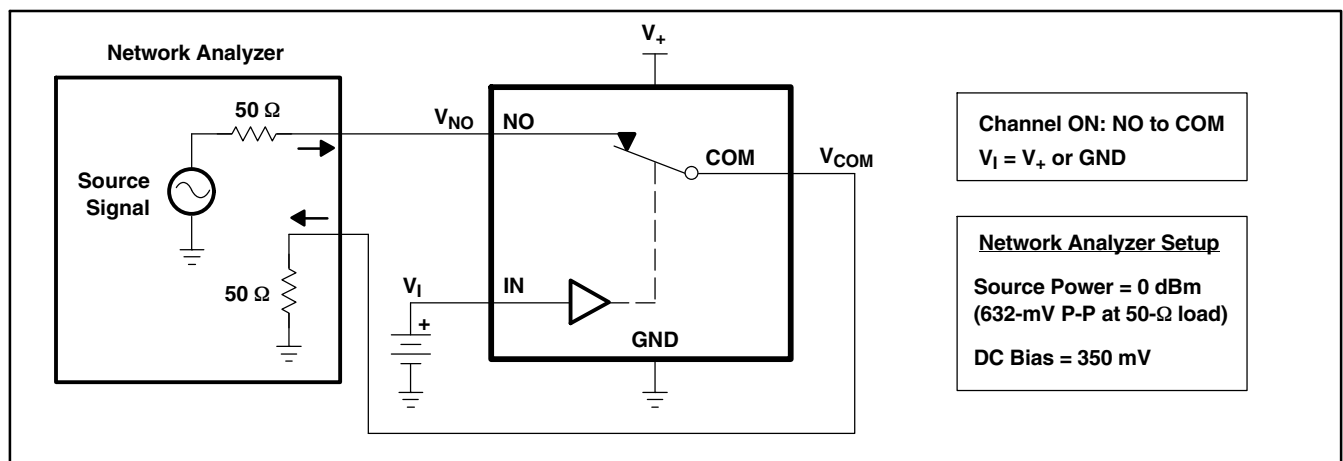 Network Analyzer
50 Ω
Source
Signal
50 Ω
V+
VNO
NO
COM
VCOM
VI
+
IN
GND
Channel ON: NO to COM
VI = V+ or GND
Network Analyzer Setup
Source Power = 0 dBm
(632-mV P-P at 50-Ω load)
DC Bias = 350 mV